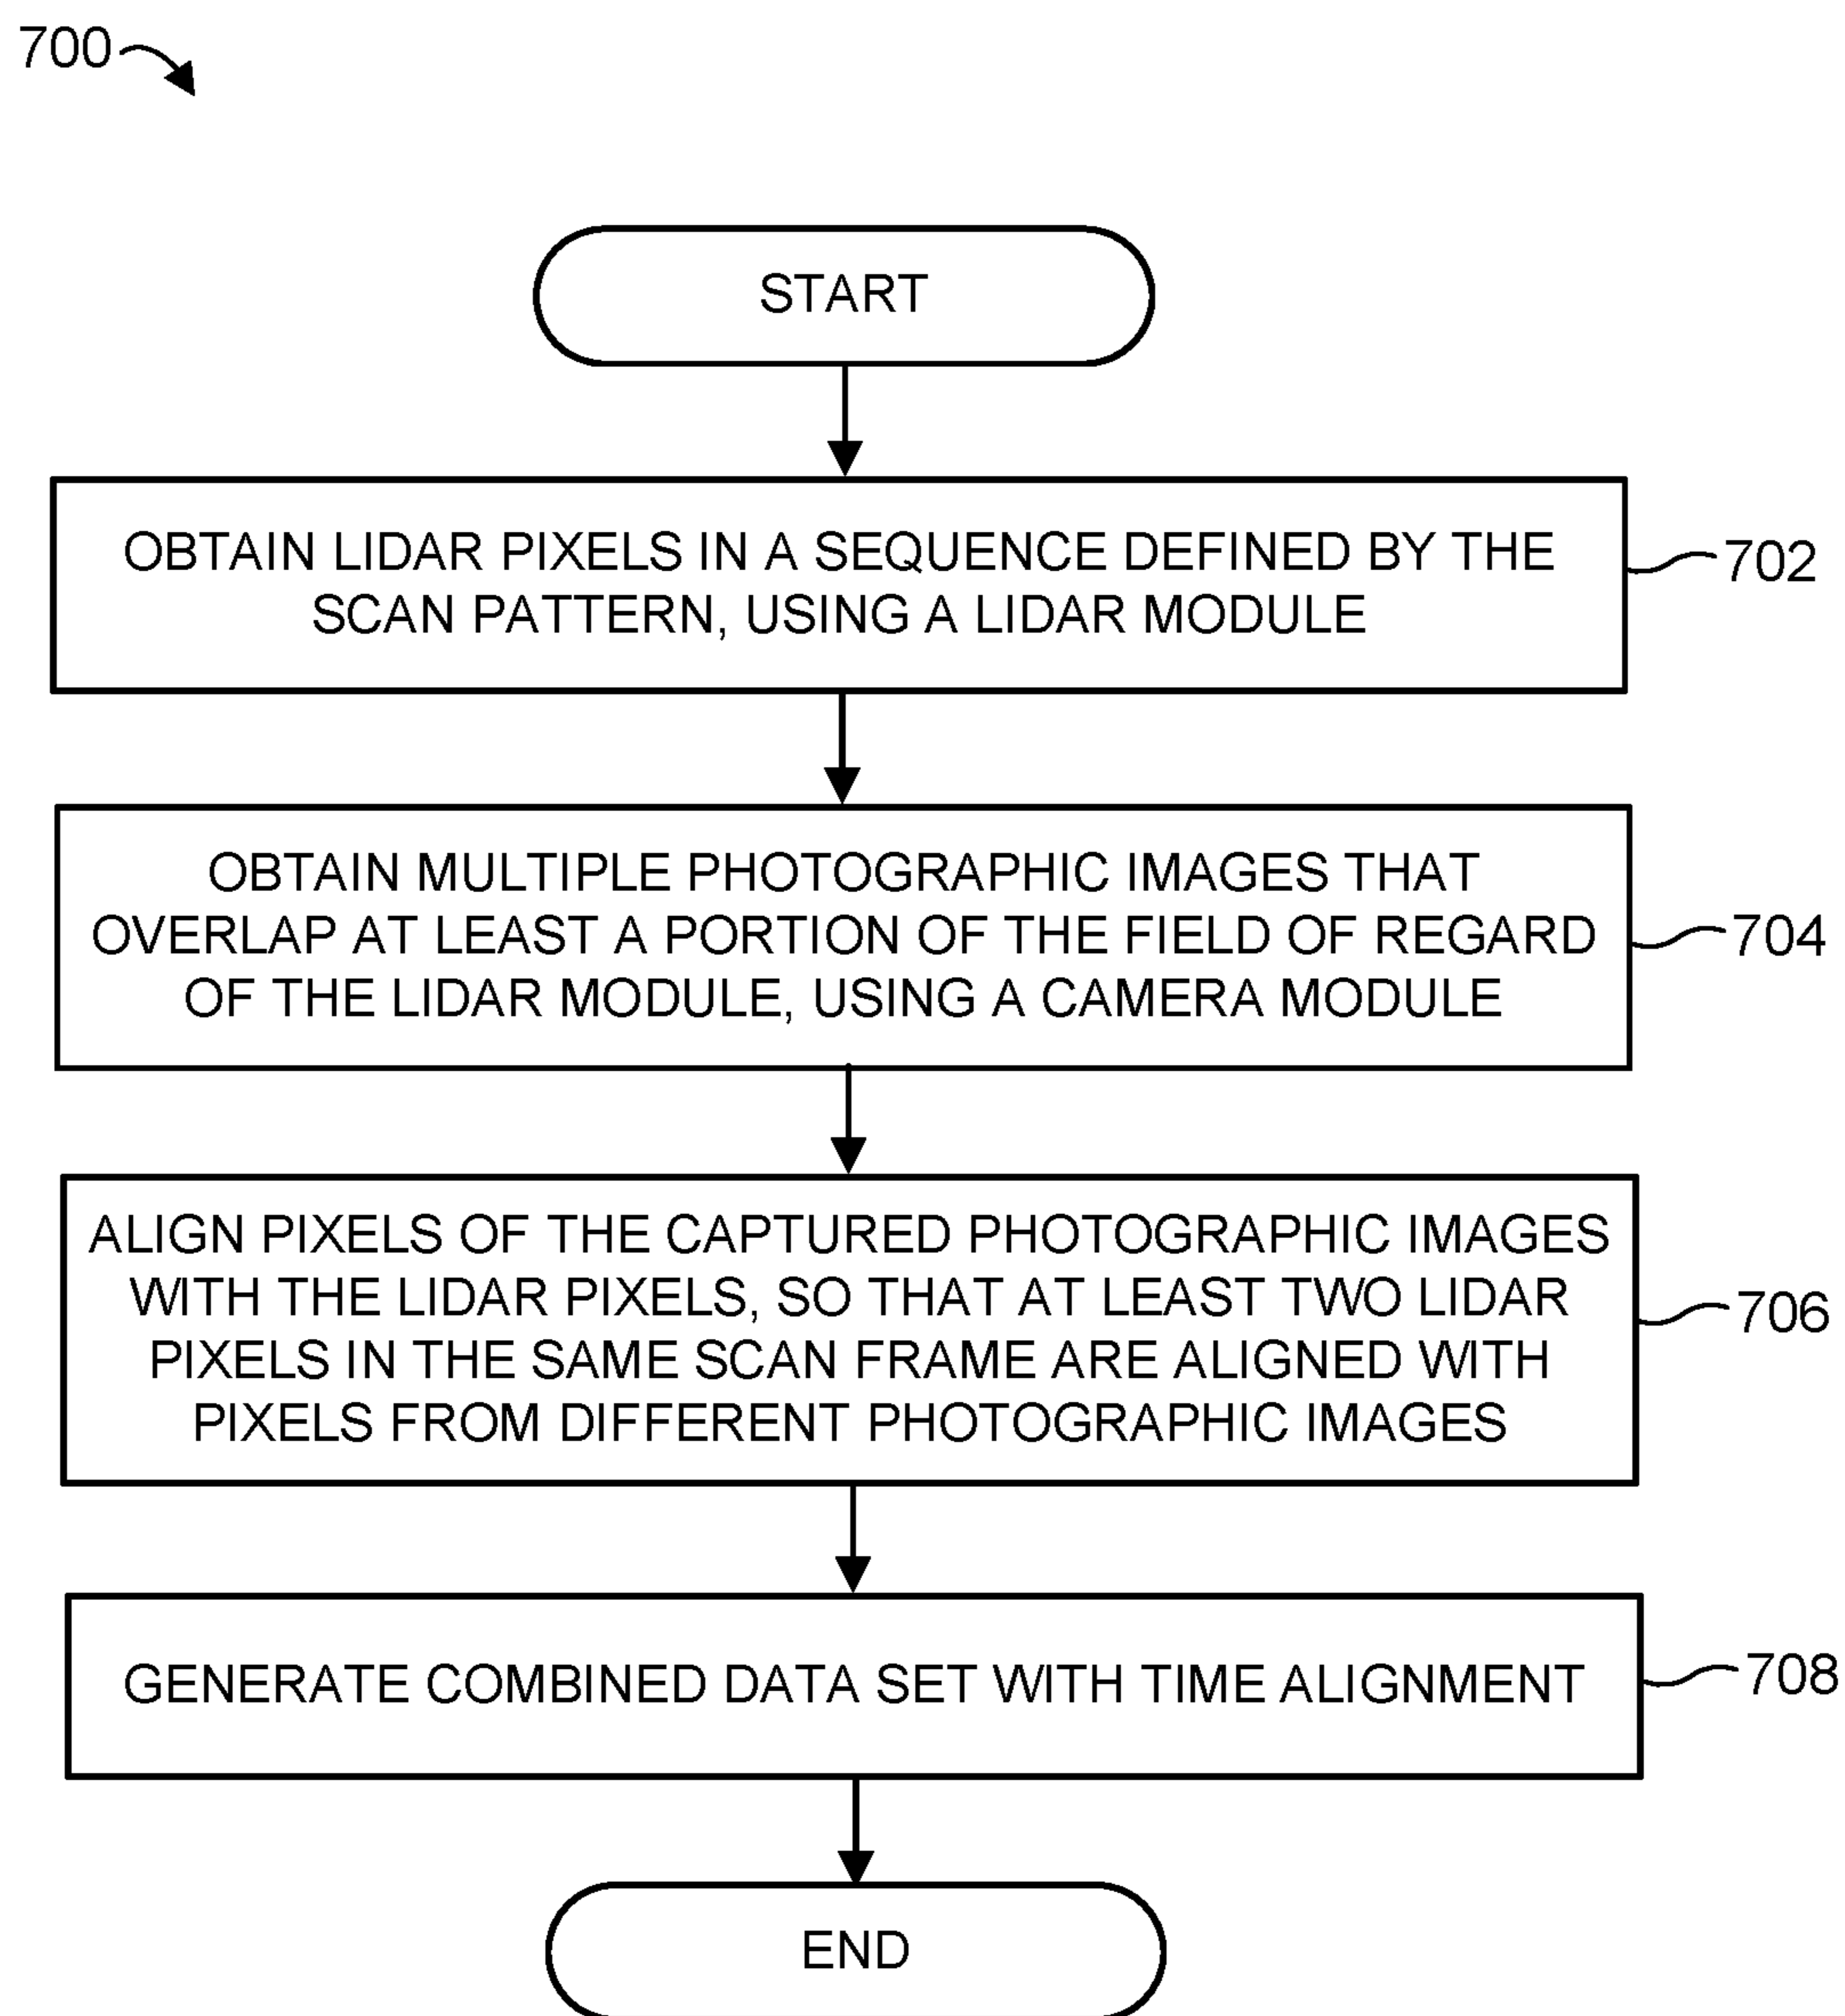 700
START
OBTAIN LIDAR PIXELS IN A SEQUENCE DEFINED BY THE
SCAN PATTERN, USING A LIDAR MODULE
702
OBTAIN MULTIPLE PHOTOGRAPHIC IMAGES THAT
OVERLAP AT LEAST A PORTION OF THE FIELD OF REGARD
OF THE LIDAR MODULE, USING A CAMERA MODULE
704
ALIGN PIXELS OF THE CAPTURED PHOTOGRAPHIC IMAGES
WITH THE LIDAR PIXELS, SO THAT AT LEAST TWO LIDAR
PIXELS IN THE SAME SCAN FRAME ARE ALIGNED WITH
PIXELS FROM DIFFERENT PHOTOGRAPHIC IMAGES
706
GENERATE COMBINED DATA SET WITH TIME ALIGNMENT
708
END